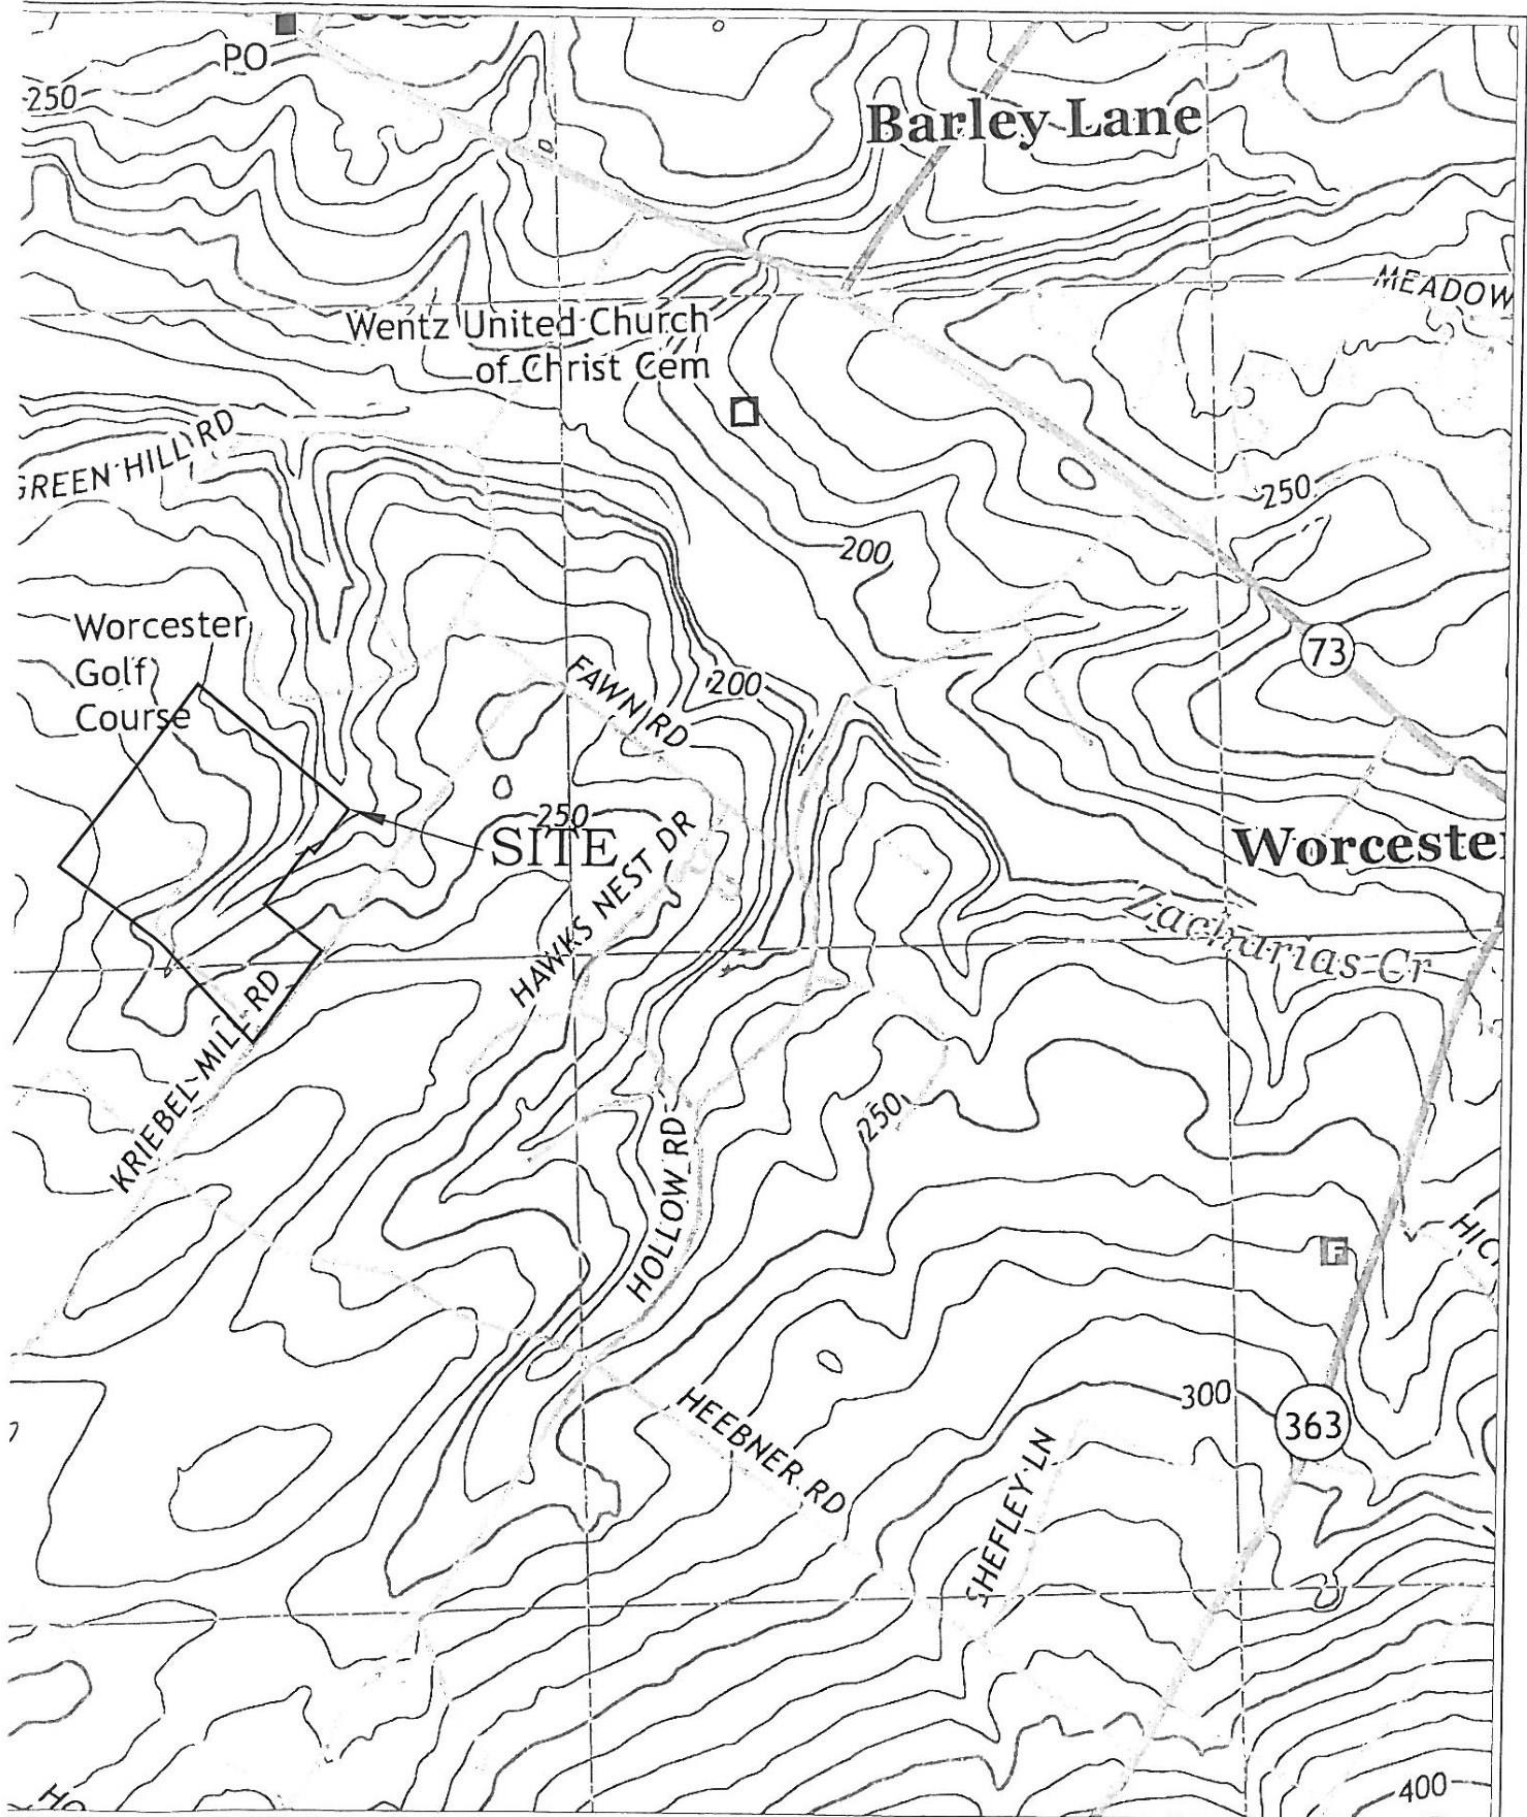 PO
250
Barley Lane
MEADOW
Wentz United Church
of Christ Cem
GREEN HILL RD
250
200
Worcester
Golf
Course
73
FAWN RD
200
250
SITE
HAWKS NEST DR
Worcester
Zacharias Cr
KRIEBEL MILL RD
250
HOLLOW RD
F
300
363
HEEBNER RD
SHEFLEY LN
400